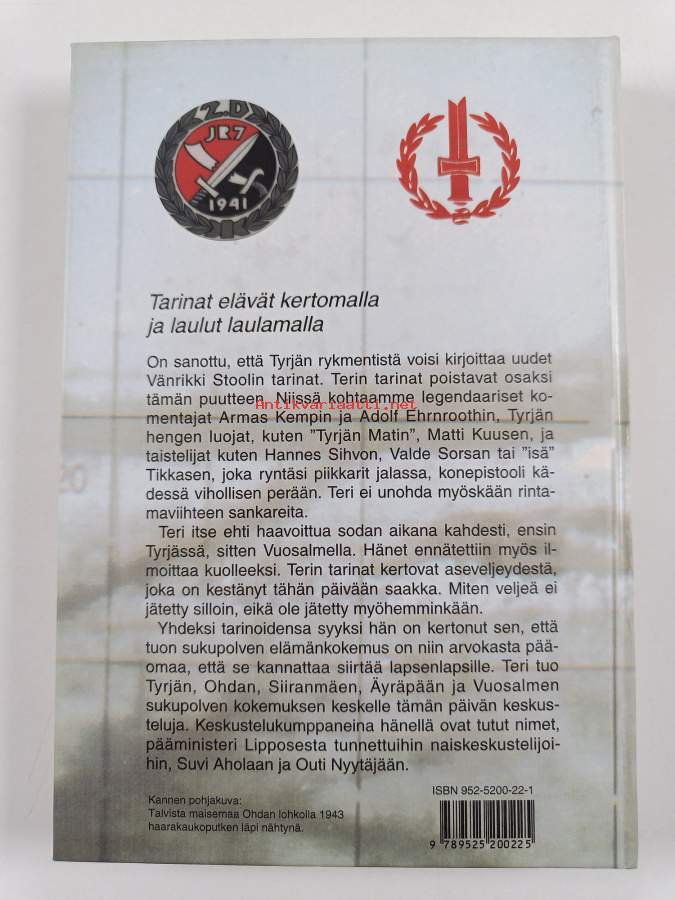 2.D
JR7
1941
Tarinat elävät kertomalla
ja laulut laulamalla
On sanottu, että Tyrjän rykmentistä voisi kirjoittaa uudet
Vänrikki Stoolin tarinat. Terin tarinat poistavat osaksi
tämän puutteen. Niissä kohtaamme legendaariset ko-
Antikvariaatti.net
mentajat Armas Kempin ja Adolf Ehrnroothin, Tyrjän
hengen luojat, kuten ”Tyrjän Matin”, Matti Kuusen, ja
taistelijat kuten Hannes Sihvon, Valde Sorsan tai ”isä”
Tikkasen, joka ryntäsi piikkarit jalassa, konepistooli kä-
dessä vihollisen perään. Teri ei unohda myöskään rinta-
maviihteen sankareita.
20
Teri itse ehti haavoittua sodan aikana kahdesti, ensin
Tyrjässä, sitten Vuosalmella. Hänet ennätettiin myös il-
moittaa kuolleeksi. Terin tarinat kertovat aseveljeydestä,
joka on kestänyt tähän päivään saakka. Miten veljeä ei
jätetty silloin, eikä ole jätetty myöhemminkään.
Yhdeksi tarinoidensa syyksi hän on kertonut sen, että
tuon sukupolven elämänkokemus on niin arvokasta pää-
omaa, että se kannattaa siirtää lapsenlapsille. Teri tuo
Tyrjän, Ohdan, Siiranmäen, Äyräpään ja Vuosalmen
sukupolven kokemuksen keskelle tämän päivän keskus-
teluja. Keskustelukumppaneina hänellä ovat tutut nimet,
pääministeri Lipposesta tunnettuihin naiskeskustelijoi-
hin, Suvi Aholaan ja Outi Nyytäjään.
ISBN 952-5200-22-1
Kannen pohjakuva:
Talvista maisemaa Ohdan lohkolla 1943
haarakaukoputken läpi nähtynä.
9 789525 200225